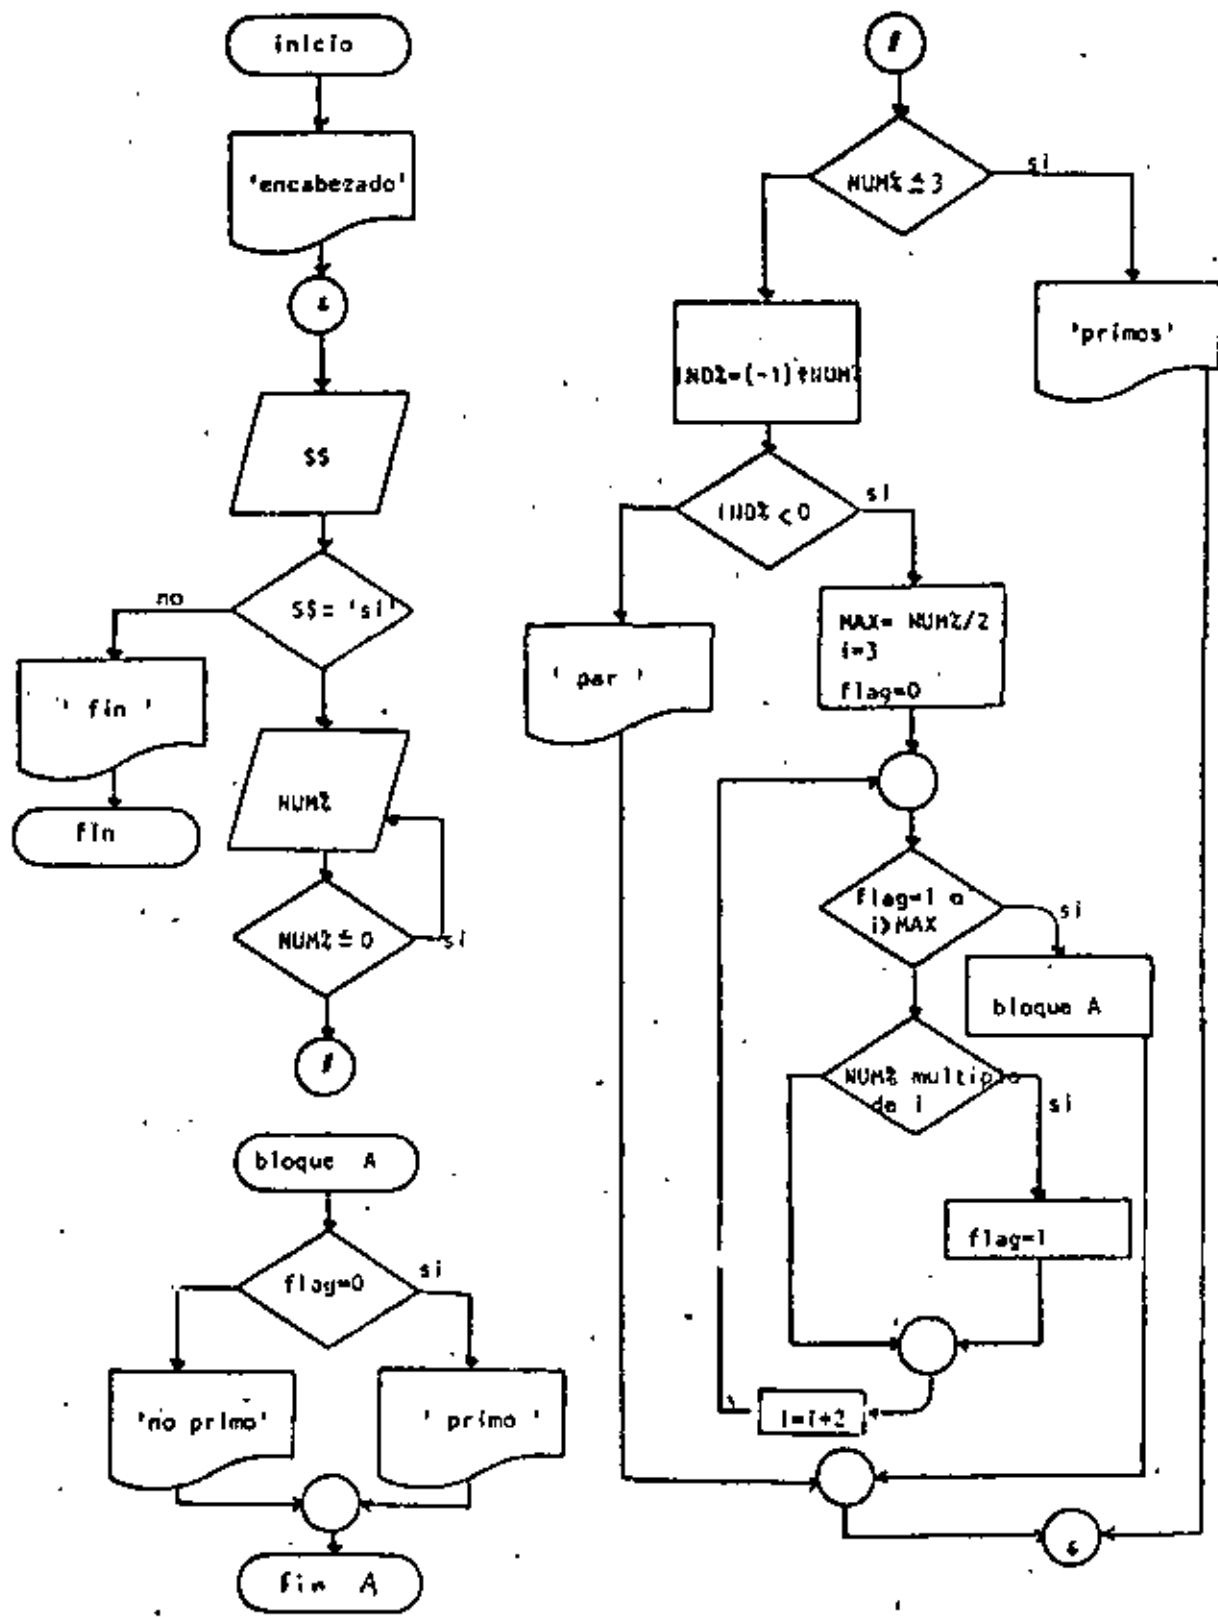 inicio
'encabezado'
&
S$
S$= 'si'
no
' fin '
fin
NUM%
NUM% ≤ 0
si
#
bloque A
flag=0
si
'no primo'
' primo '
fin A
#
NUM% ≤ 3
si
'primos'
IND%=(-1)↑NUM%
IND% < 0
si
' par '
MAX= NUM%/2
i=3
flag=0
flag=1 o
i>MAX
si
bloque A
NUM% multiplo
de i
si
flag=1
i=i+2
&